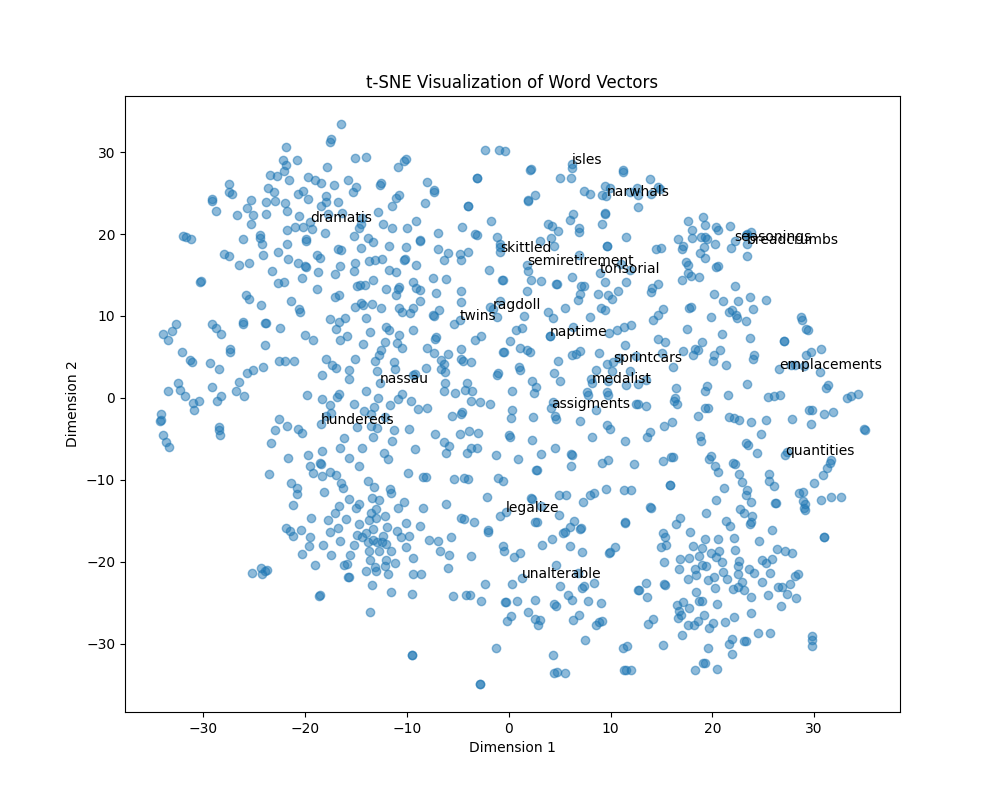 t-SNE Visualization of Word Vectors
Dimension 2
30
20
10
0
−10
−20
−30
isles
narwhals
dramatis
seasonings
breadcrumbs
skittled
semiretirement
tonsorial
ragdoll
twins
naptime
sprintcars
emplacements
nassau
medalist
assigments
hundereds
quantities
legalize
unalterable
−30
−20
−10
0
10
20
30
Dimension 1